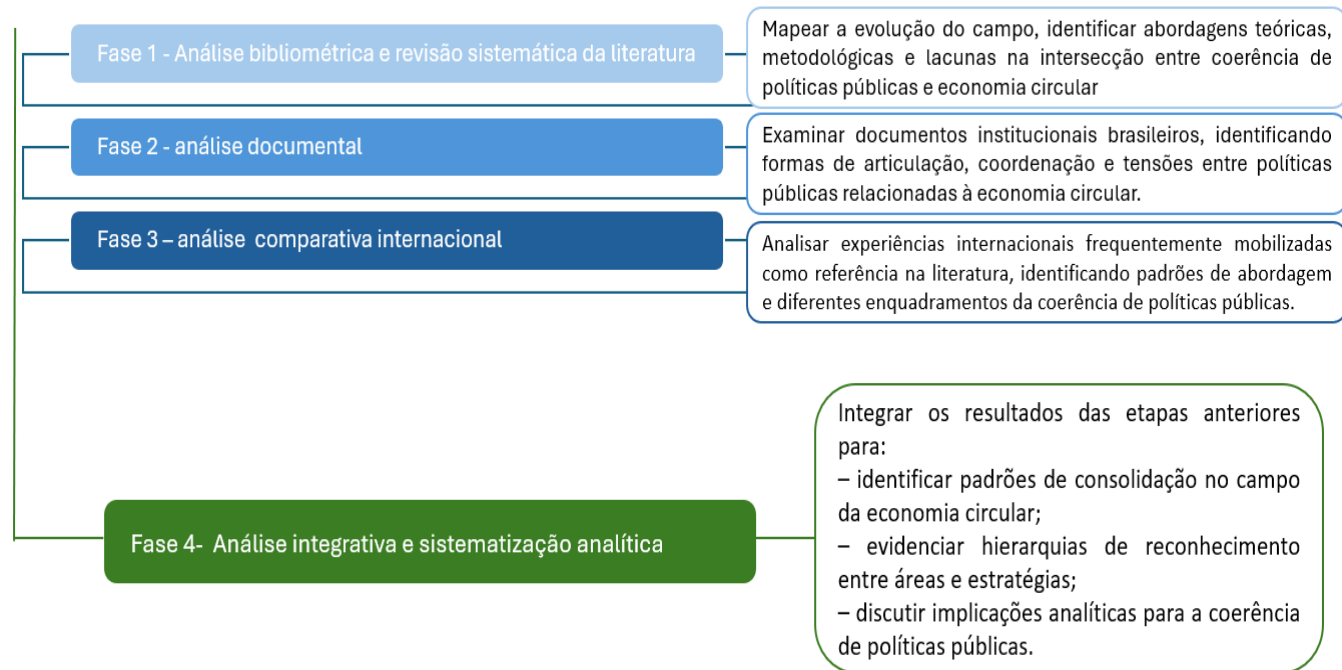 Fase 1 - Análise bibliométrica e revisão sistemática da literatura
Mapear a evolução do campo, identificar abordagens teóricas,
metodológicas e lacunas na intersecção entre coerência de
políticas públicas e economia circular
Fase 2 - análise documental
Examinar documentos institucionais brasileiros, identificando
formas de articulação, coordenação e tensões entre políticas
públicas relacionadas à economia circular.
Fase 3 – análise comparativa internacional
Analisar experiências internacionais frequentemente mobilizadas
como referência na literatura, identificando padrões de abordagem
e diferentes enquadramentos da coerência de políticas públicas.
Fase 4- Análise integrativa e sistematização analítica
Integrar os resultados das etapas anteriores
para:
– identificar padrões de consolidação no campo
da economia circular;
– evidenciar hierarquias de reconhecimento
entre áreas e estratégias;
– discutir implicações analíticas para a coerência
de políticas públicas.